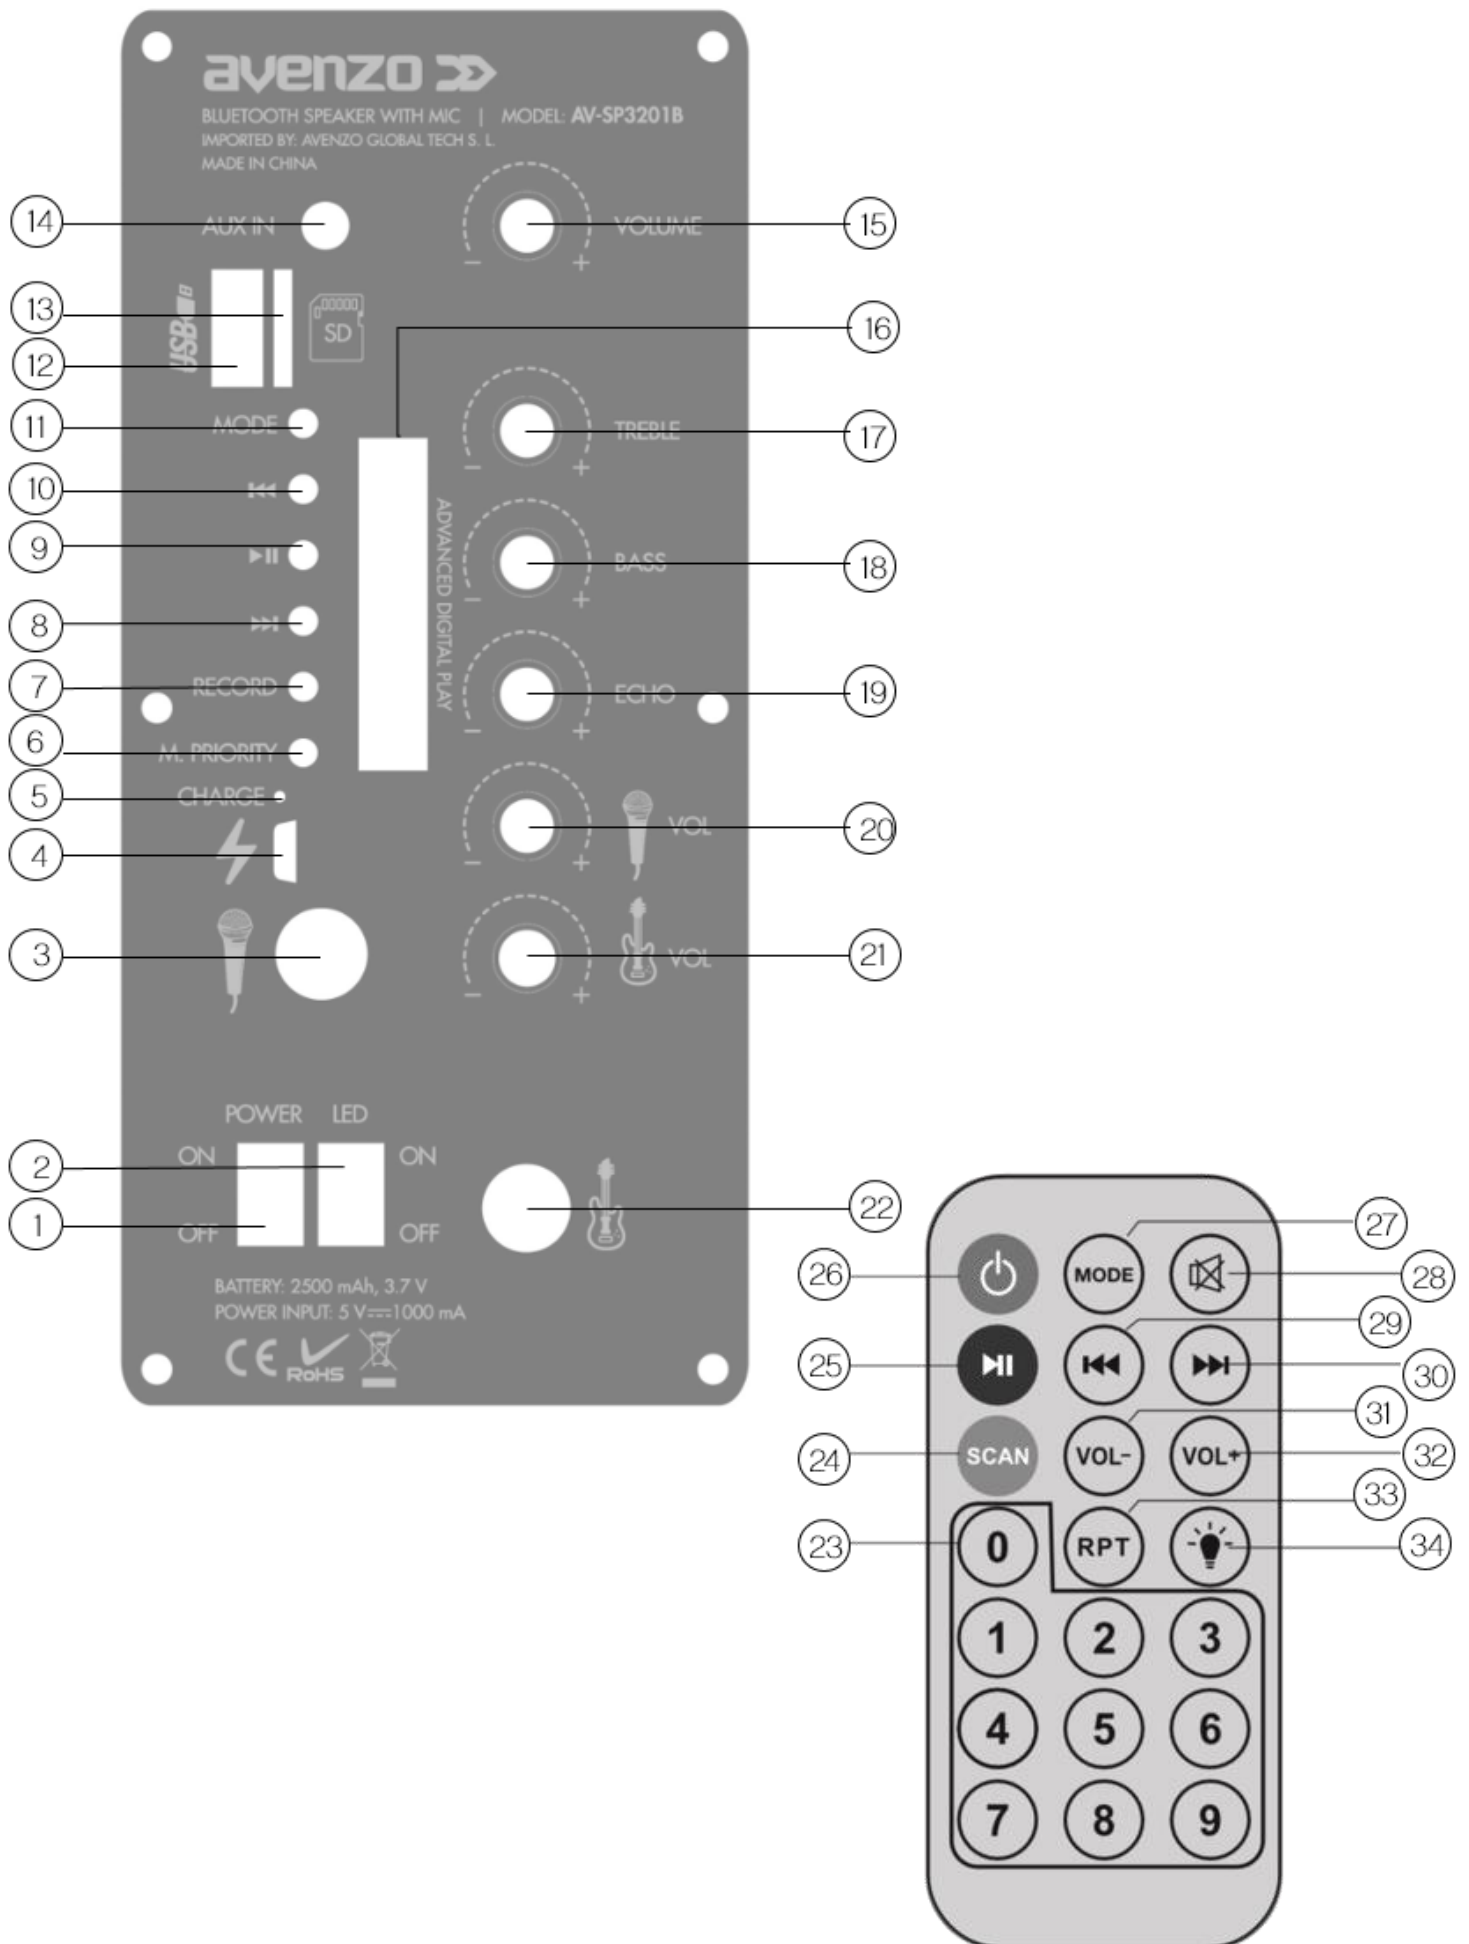 avenzo
BLUETOOTH SPEAKER WITH MIC | MODEL: AV-SP3201B
IMPORTED BY: AVENZO GLOBAL TECH S. L.
MADE IN CHINA
14 AUX IN VOLUME 15
- +
13 USB SD
12
16
11 MODE TREBLE 17
- +
10
ADVANCED DIGITAL PLAY
9 BASS 18
- +
8
7 RECORD ECHO 19
- +
6 M. PRIORITY
5 CHARGE
4 VOL 20
- +
3 VOL 21
- +
POWER LED
2 ON ON
1 OFF OFF
22
BATTERY: 2500 mAh, 3.7 V
POWER INPUT: 5 V⎓1000 mA
CE RoHS
27
26 MODE 28
29
25 30
31
24 SCAN VOL- VOL+ 32
33
23 0 RPT 34
1 2 3
4 5 6
7 8 9